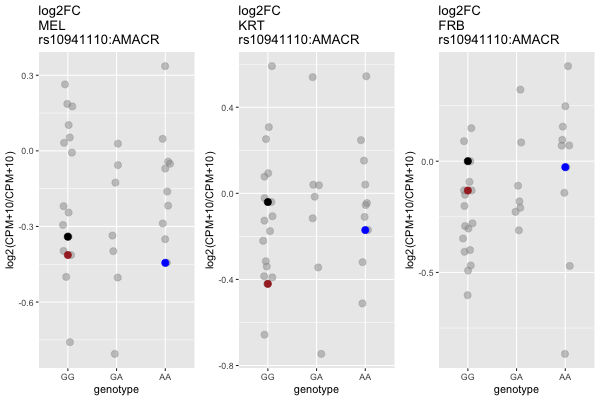 log2FC
MEL
rs10941110:AMACR
log2(CPM+10/CPM+10)
0.3
0.0
-0.3
-0.6
GG GA AA
genotype
log2FC
KRT
rs10941110:AMACR
log2(CPM+10/CPM+10)
0.4
0.0
-0.4
-0.8
GG GA AA
genotype
log2FC
FRB
rs10941110:AMACR
log2(CPM+10/CPM+10)
0.0
-0.5
GG GA AA
genotype